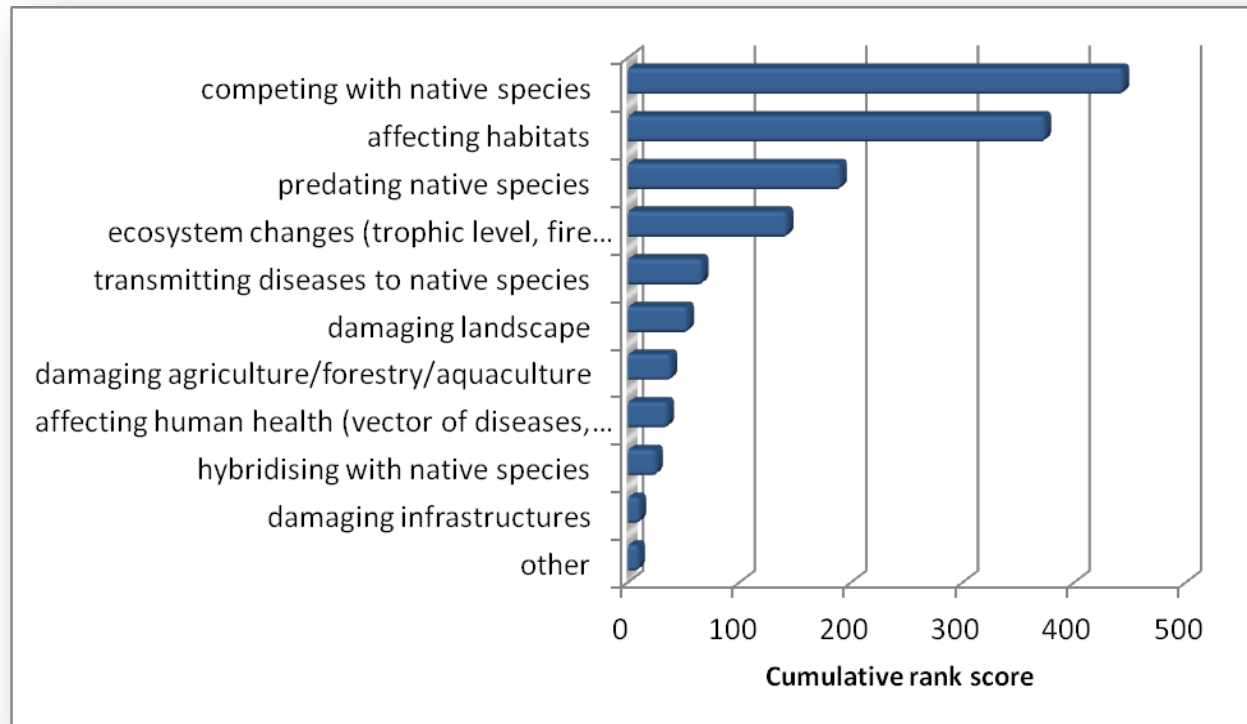 competing with native species
affecting habitats
predating native species
ecosystem changes (trophic level, fire...
transmitting diseases to native species
damaging landscape
damaging agriculture/forestry/aquaculture
affecting human health (vector of diseases,...
hybridising with native species
damaging infrastructures
other
0 100 200 300 400 500
Cumulative rank score